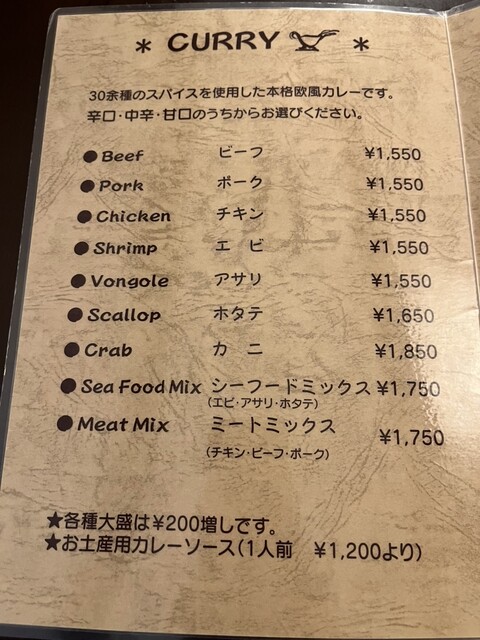 * CURRY *
30余種のスパイスを使用した本格欧風カレーです。
辛口・中辛・甘口のうちからお選びください。
●Beef ビーフ ¥1,550
●Pork ポーク ¥1,550
●Chicken チキン ¥1,550
●Shrimp エビ ¥1,550
●Vongole アサリ ¥1,550
●Scallop ホタテ ¥1,650
●Crab カニ ¥1,850
●Sea Food Mix シーフードミックス ¥1,750
(エビ・アサリ・ホタテ)
●Meat Mix ミートミックス ¥1,750
(チキン・ビーフ・ポーク)
★各種大盛は¥200増しです。
★お土産用カレーソース(1人前 ¥1,200より)